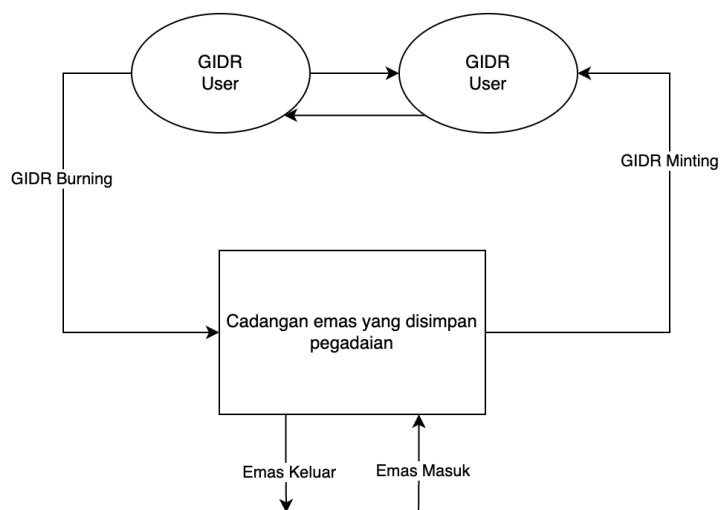 GIDR
User
GIDR
User
GIDR Burning
GIDR Minting
Cadangan emas yang disimpan
pegadaian
Emas Keluar
Emas Masuk